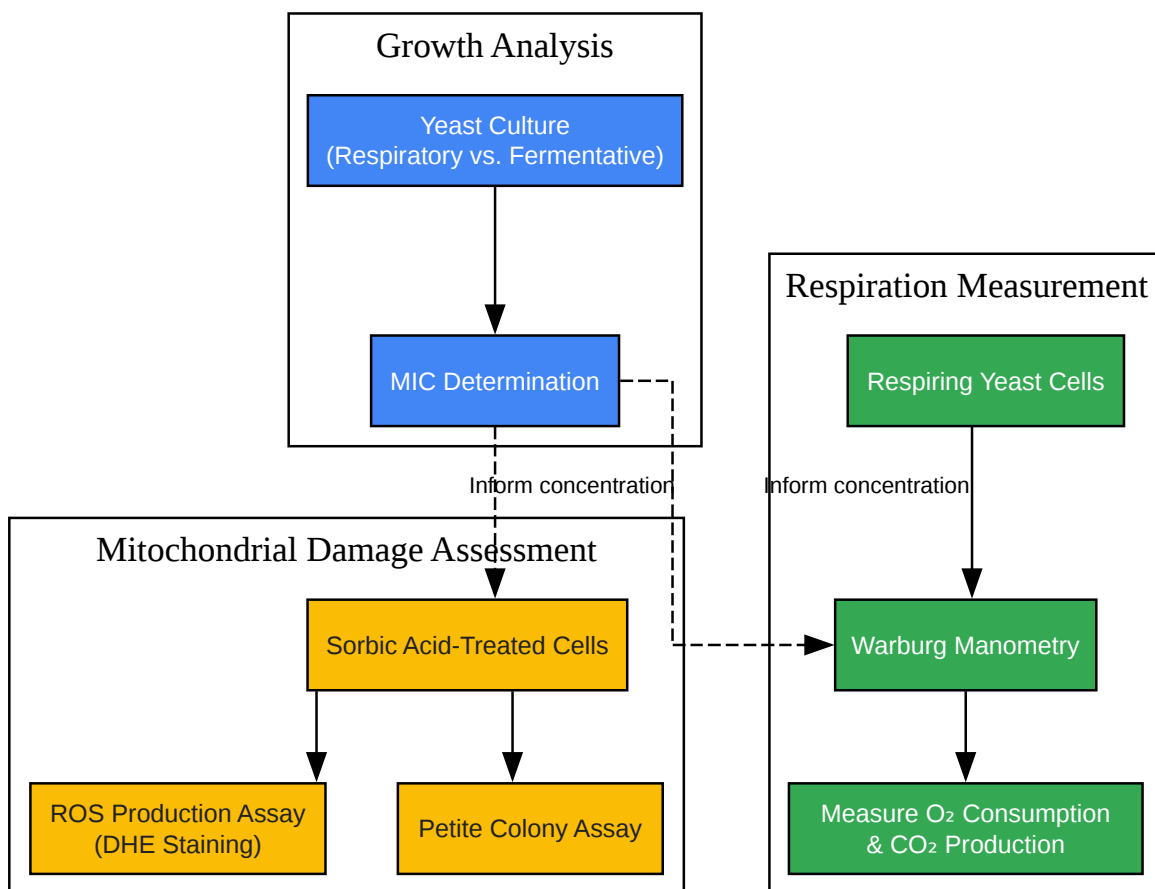 Growth Analysis
Yeast Culture
(Respiratory vs. Fermentative)
MIC Determination
Respiration Measurement
Respiring Yeast Cells
Inform concentration
Inform concentration
Mitochondrial Damage Assessment
Sorbic Acid-Treated Cells
Warburg Manometry
ROS Production Assay
(DHE Staining)
Petite Colony Assay
Measure O₂ Consumption
& CO₂ Production